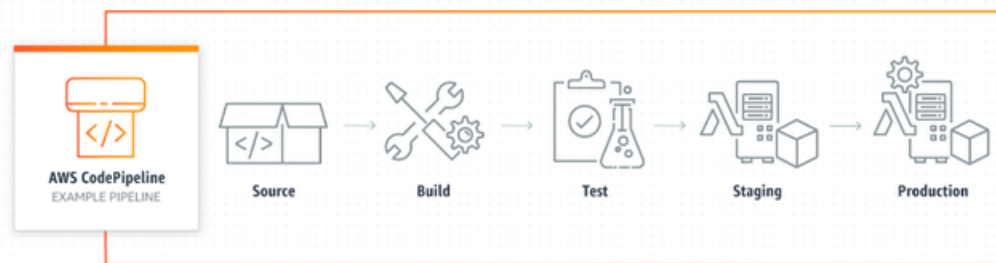 AWS CodePipeline
EXAMPLE PIPELINE
</>
</>
Source
Build
Test
Staging
Production